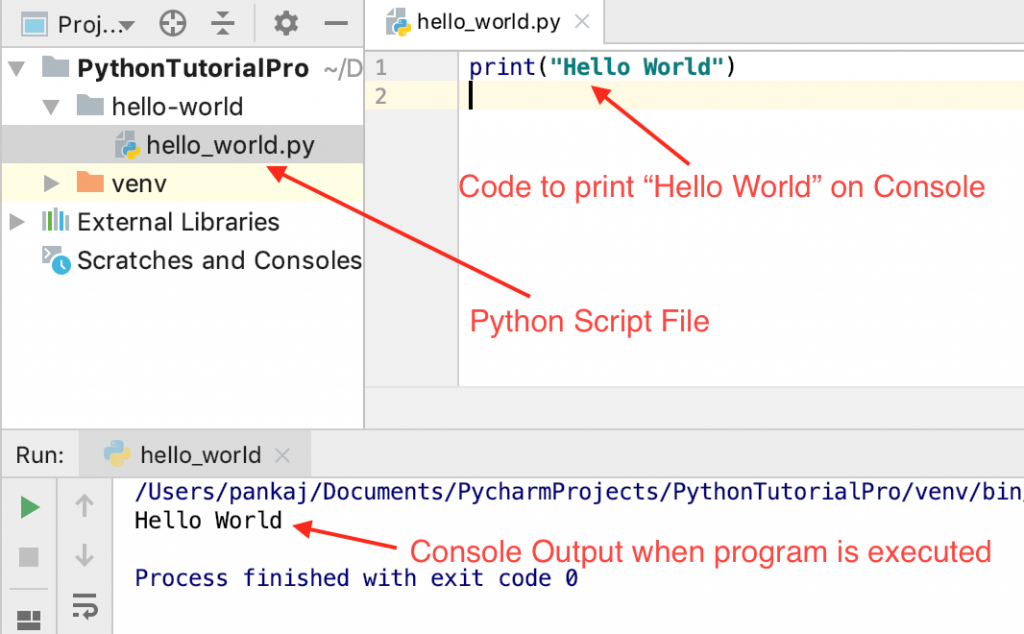 Proj...
hello_world.py
PythonTutorialPro ~/D
1 print("Hello World")
2
hello-world
hello_world.py
venv
Code to print “Hello World” on Console
External Libraries
Scratches and Consoles
Python Script File
Run: hello_world
/Users/pankaj/Documents/PycharmProjects/PythonTutorialPro/venv/bin/
Hello World
Console Output when program is executed
Process finished with exit code 0